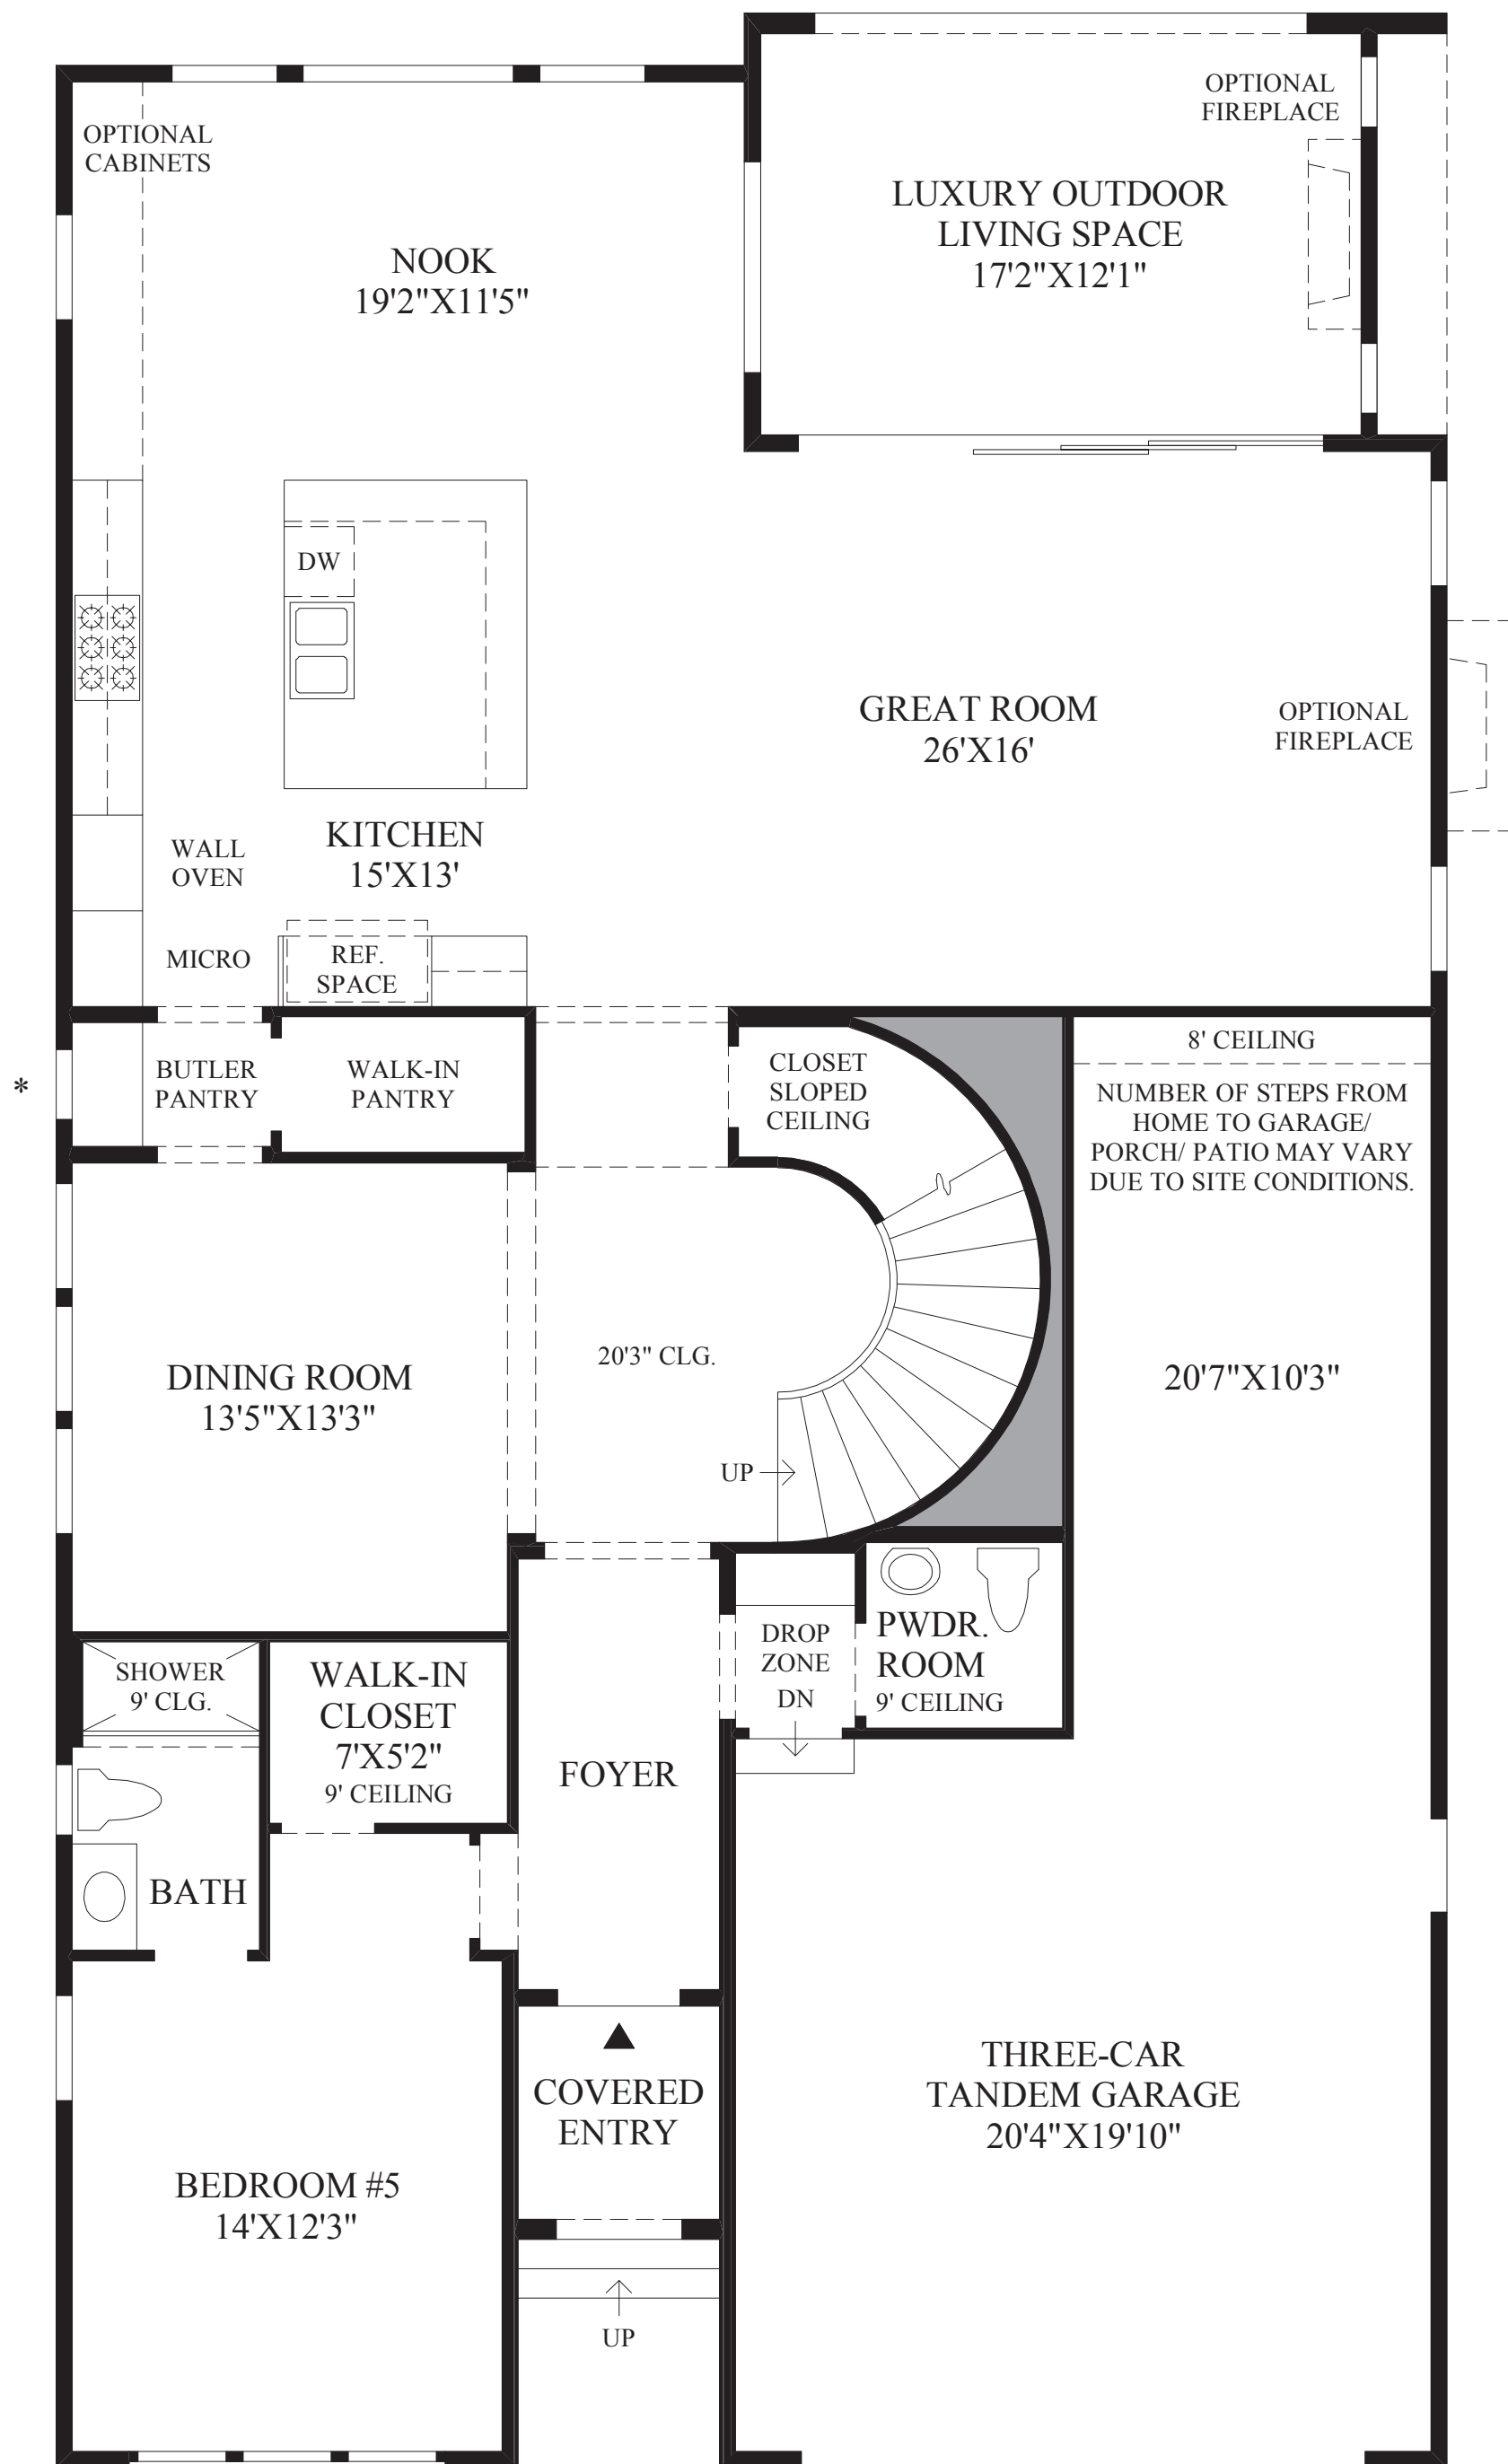 OPTIONAL
FIREPLACE
OPTIONAL
CABINETS
LUXURY OUTDOOR
LIVING SPACE
17'2"X12'1"
NOOK
19'2"X11'5"
DW
GREAT ROOM
26'X16'
OPTIONAL
FIREPLACE
KITCHEN
15'X13'
WALL
OVEN
MICRO
REF.
SPACE
8' CEILING
BUTLER
PANTRY
WALK-IN
PANTRY
CLOSET
SLOPED
CEILING
*
NUMBER OF STEPS FROM
HOME TO GARAGE/
PORCH/ PATIO MAY VARY
DUE TO SITE CONDITIONS.
20'3" CLG.
DINING ROOM
13'5"X13'3"
20'7"X10'3"
UP
SHOWER
9' CLG.
WALK-IN
CLOSET
7'X5'2"
9' CEILING
DROP
ZONE
DN
PWDR.
ROOM
9' CEILING
FOYER
BATH
COVERED
ENTRY
THREE-CAR
TANDEM GARAGE
20'4"X19'10"
BEDROOM #5
14'X12'3"
UP